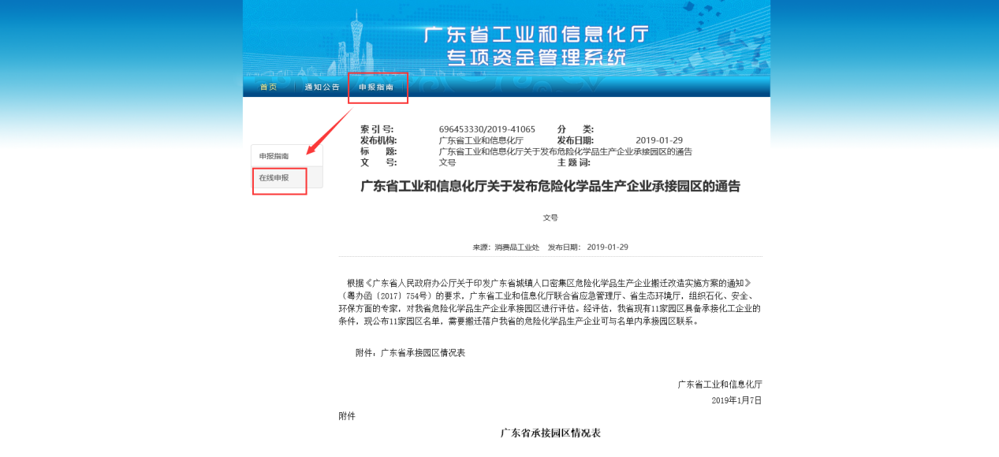 广东省工业和信息化厅
专项资金管理系统
首页 通知公告 申报指南
申报指南
在线申报
索 引 号: 696453330/2019-41065 分 类:
发布机构: 广东省工业和信息化厅 发布日期: 2019-01-29
标 题: 广东省工业和信息化厅关于发布危险化学品生产企业承接园区的通告
文 号: 文号 主 题 词:
广东省工业和信息化厅关于发布危险化学品生产企业承接园区的通告
文号
来源：消费品工业处 发布日期： 2019-01-29
根据《广东省人民政府办公厅关于印发广东省城镇人口密集区危险化学品生产企业搬迁改造实施方案的通知》
（粤办函〔2017〕754号）的要求，广东省工业和信息化厅联合省应急管理厅、省生态环境厅，组织石化、安全、
环保方面的专家，对我省危险化学品生产企业承接园区进行评估。经评估，我省现有11家园区具备承接化工企业的
条件，现公布11家园区名单，需要搬迁落户我省的危险化学品生产企业可与名单内承接园区联系。
附件：广东省承接园区情况表
广东省工业和信息化厅
2019年1月7日
附件
广东省承接园区情况表